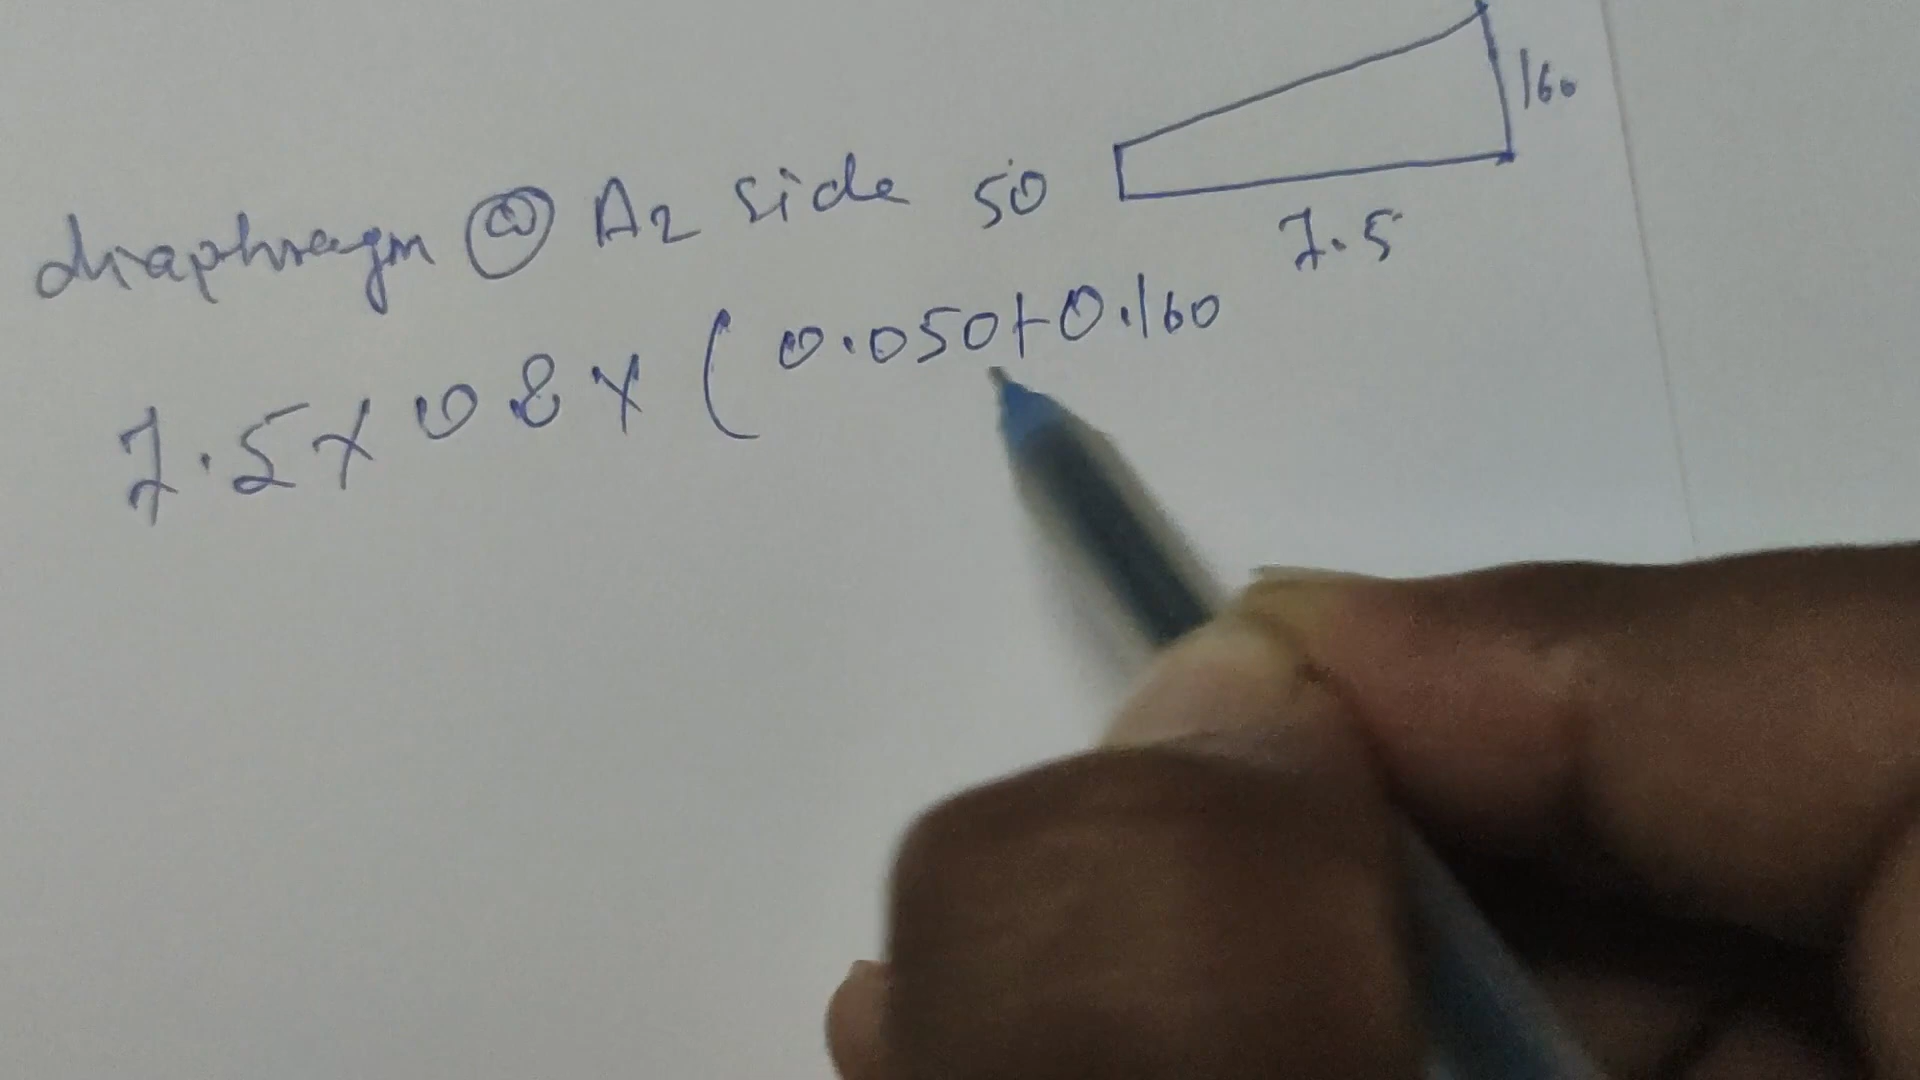 160
diaphragm @ A2 side 50
7.5
7.5 x 0 8 x ( 0.050+0.160